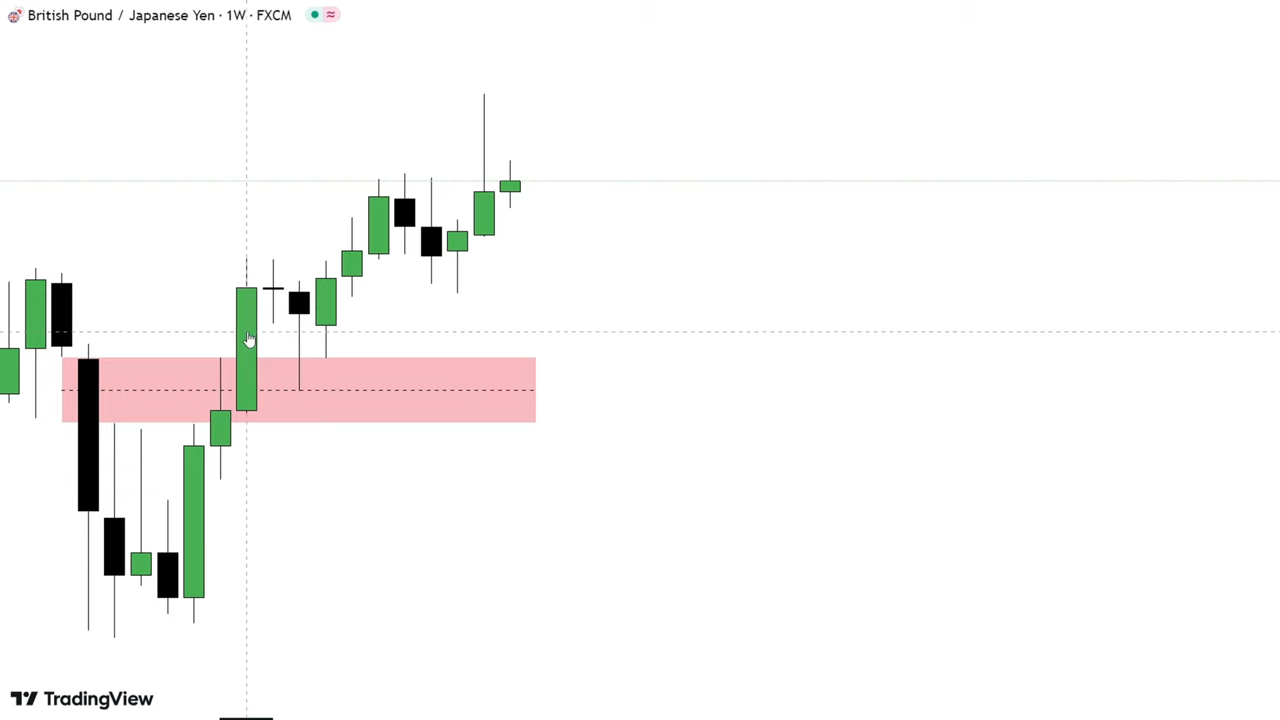 British Pound / Japanese Yen · 1W · FXCM
TradingView